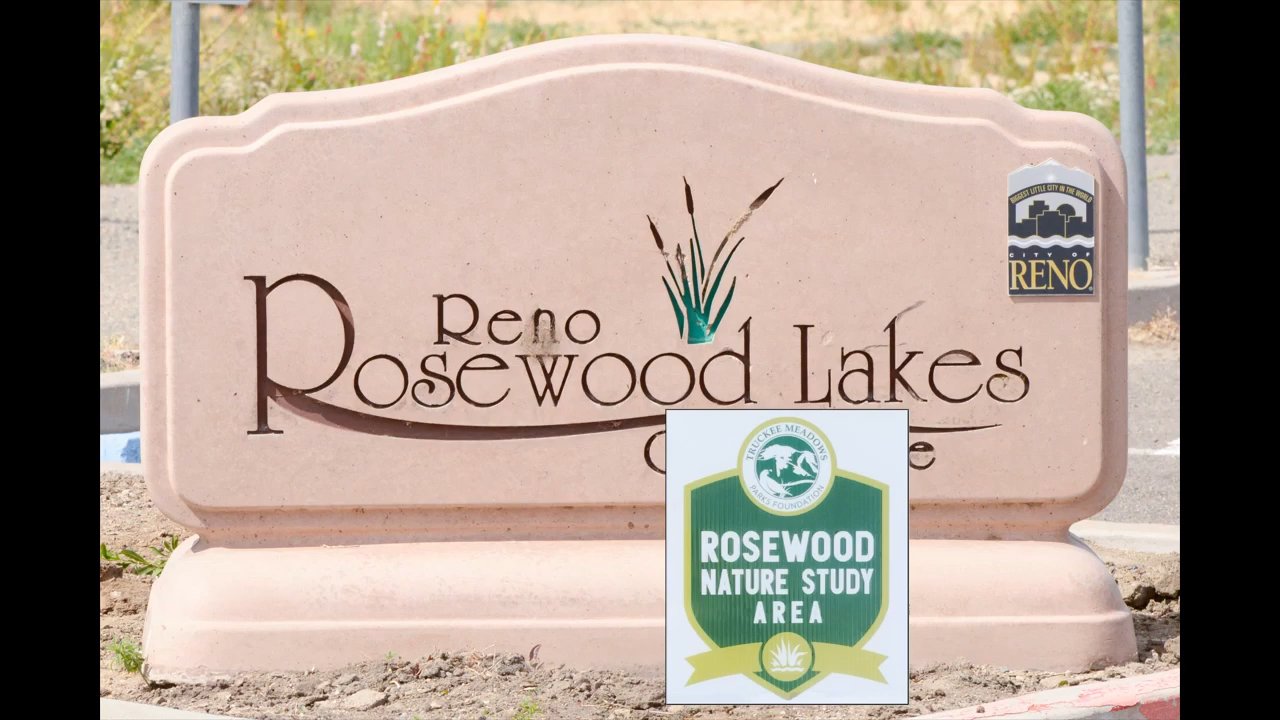 BIGGEST LITTLE CITY IN THE WORLD
CITY OF
RENO
Reno
Rosewood Lakes
TRUCKEE MEADOWS
PARKS FOUNDATION
ROSEWOOD
NATURE STUDY
AREA